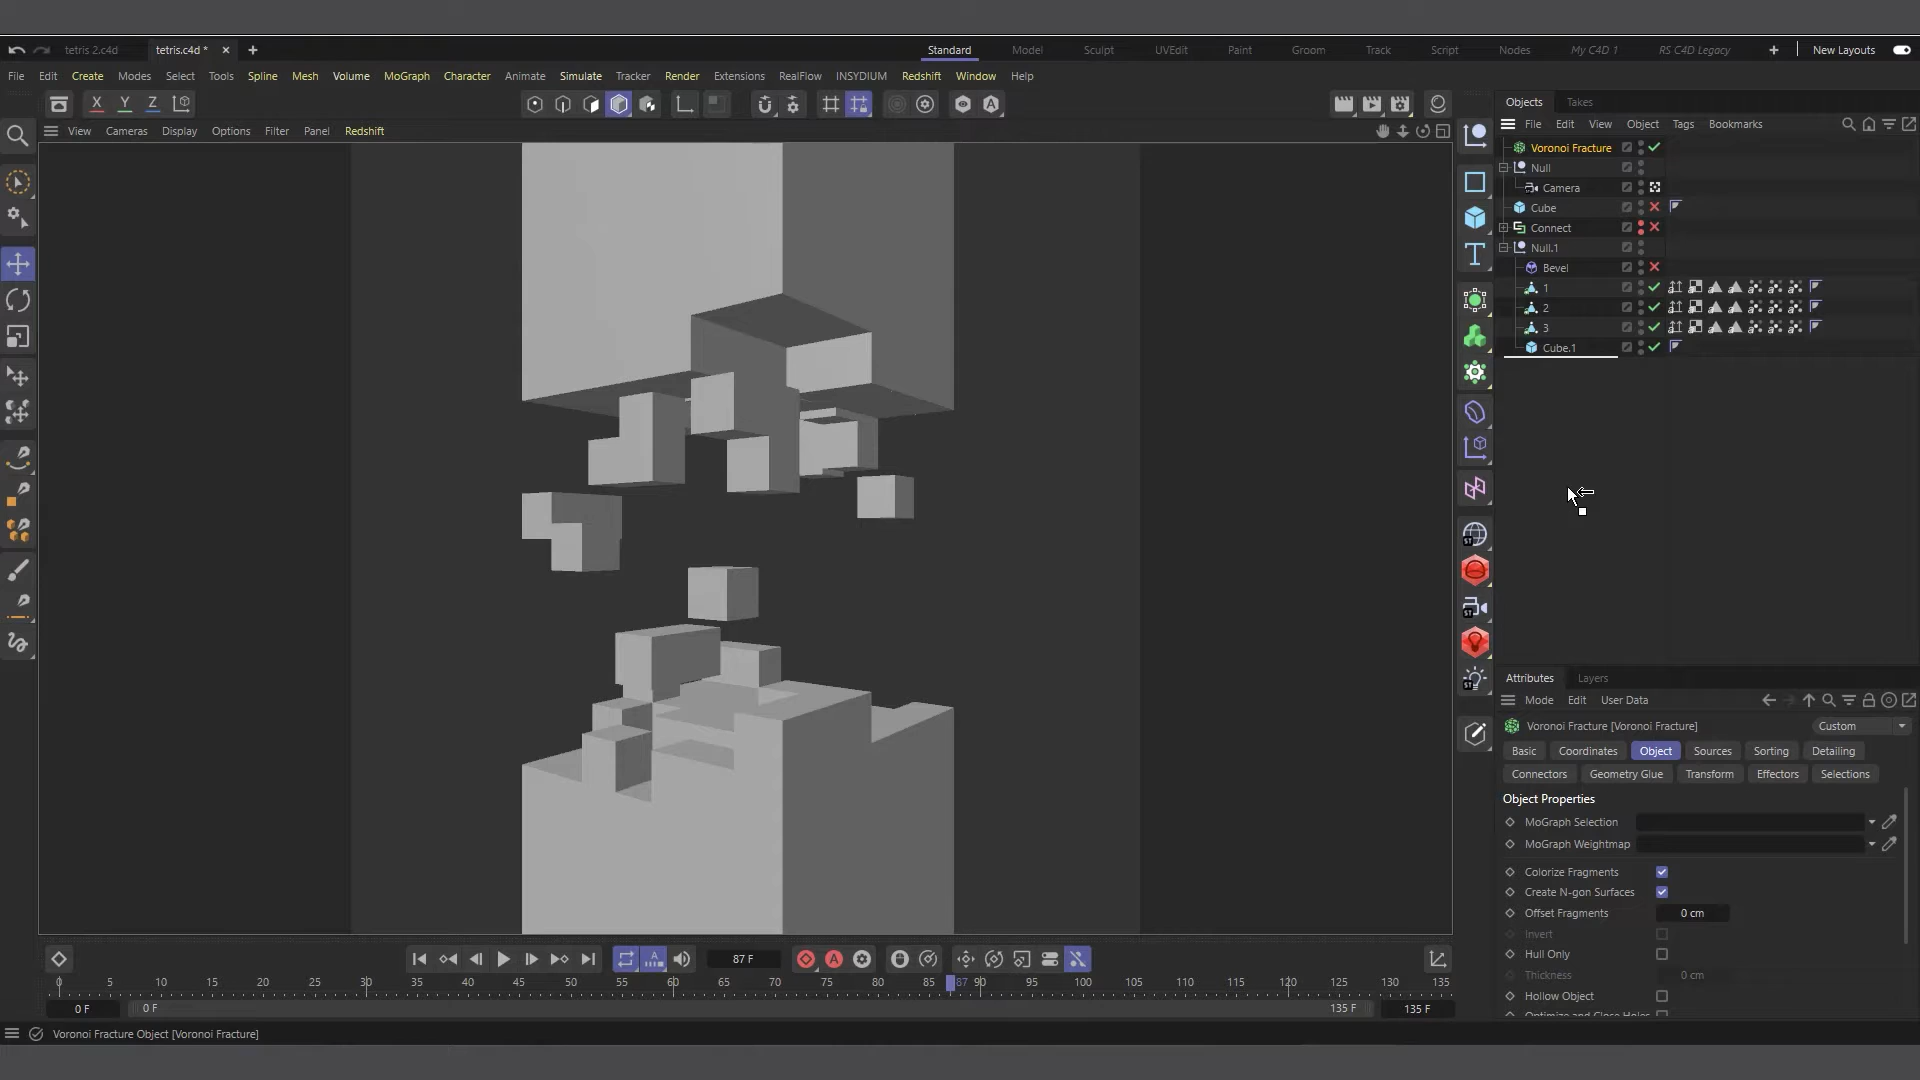 tetris 2.c4d tetris.c4d *
Standard Model Sculpt UVEdit Paint Groom Track Script Nodes My C4D 1 RS C4D Legacy New Layouts
File Edit Create Modes Select Tools Spline Mesh Volume MoGraph Character Animate Simulate Tracker Render Extensions RealFlow INSYDIUM Redshift Window Help
X Y Z
View Cameras Display Options Filter Panel Redshift
Objects Takes
File Edit View Object Tags Bookmarks
Voronoi Fracture
Null
Camera
Cube
Connect
Null.1
Bevel
1
2
3
Cube.1
ST
ST
ST
Attributes Layers
Mode Edit User Data
Voronoi Fracture [Voronoi Fracture] Custom
Basic Coordinates Object Sources Sorting Detailing
Connectors Geometry Glue Transform Effectors Selections
Object Properties
MoGraph Selection
MoGraph Weightmap
Colorize Fragments
Create N-gon Surfaces
Offset Fragments 0 cm
Invert
Hull Only
Thickness 0 cm
Hollow Object
Optimize and Close Holes
87 F
0 5 10 15 20 25 30 35 40 45 50 55 60 65 70 75 80 85 87 90 95 100 105 110 115 120 125 130 135
0 F 0 F 135 F 135 F
Voronoi Fracture Object [Voronoi Fracture]